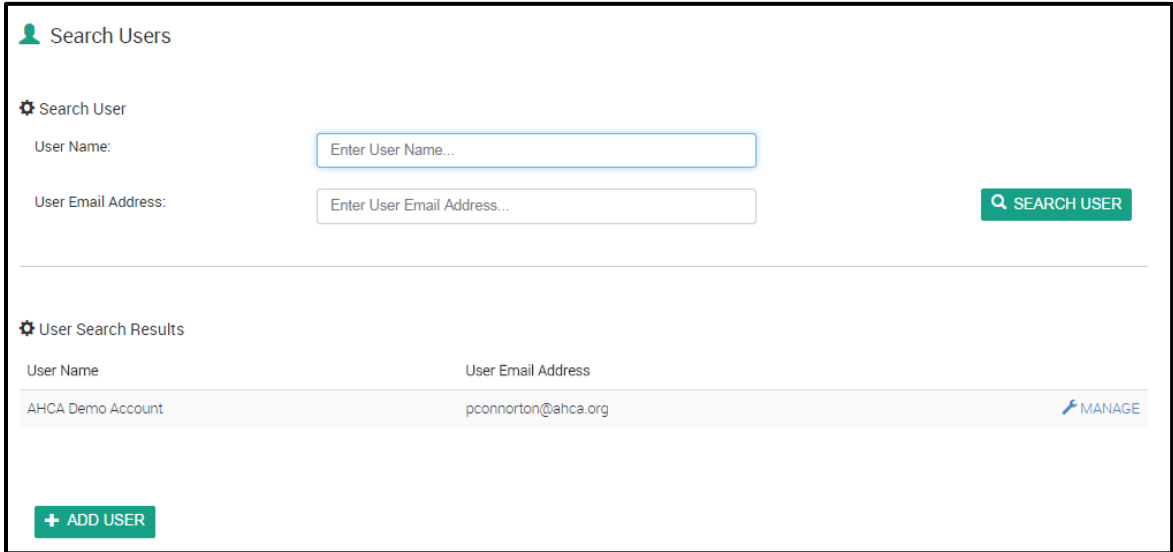 Search Users
Search User
User Name:
Enter User Name...
User Email Address:
Enter User Email Address...
SEARCH USER
User Search Results
User Name User Email Address
AHCA Demo Account pconnorton@ahca.org MANAGE
ADD USER